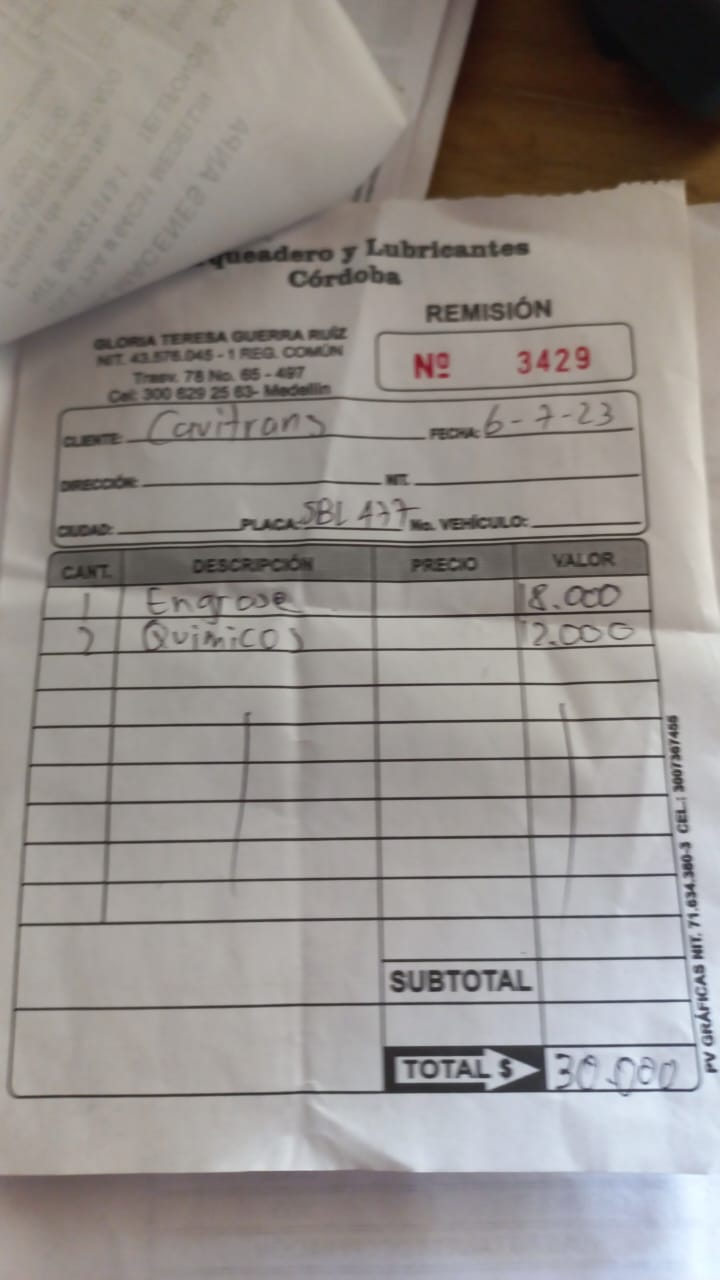 queadero y Lubricantes
Córdoba
REMISIÓN
GLORIA TERESA GUERRA RUÍZ
NIT. 43.578.045 - 1 REG. COMÚN
Trasv. 78 No. 65 - 497
Cel: 300 629 25 63- Medellín
Nº 3429
CLIENTE: Cavitrans FECHA: 6-7-23
DIRECCIÓN: NIT.
CIUDAD: PLACA: SBL 477 No. VEHÍCULO:
CANT. DESCRIPCIÓN PRECIO VALOR
1 Engrase 18.000
2 Quimicos 12.000
SUBTOTAL
TOTAL $ 30.000
PV GRÁFICAS NIT. 71.634.380-3 CEL.: 3007367466